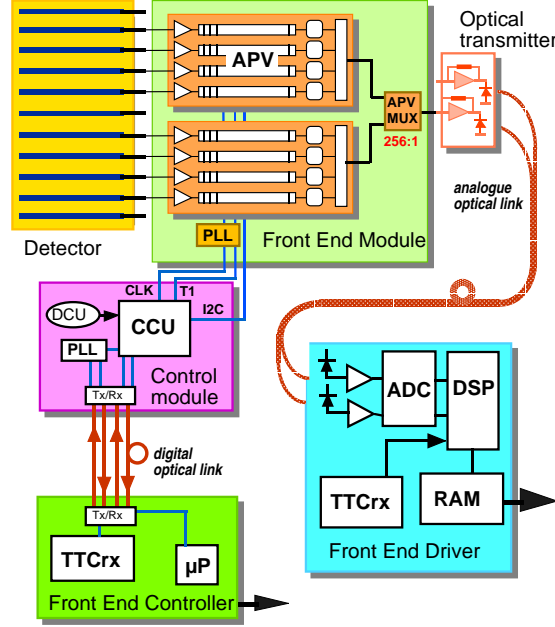 Optical
transmitter
APV
APV
MUX
256:1
analogue
optical link
PLL
Front End Module
Detector
CLK
T1
I2C
DCU
CCU
PLL
Control
module
Tx/Rx
digital
optical link
ADC
DSP
TTCrx
RAM
Front End Driver
Tx/Rx
TTCrx
µP
Front End Controller